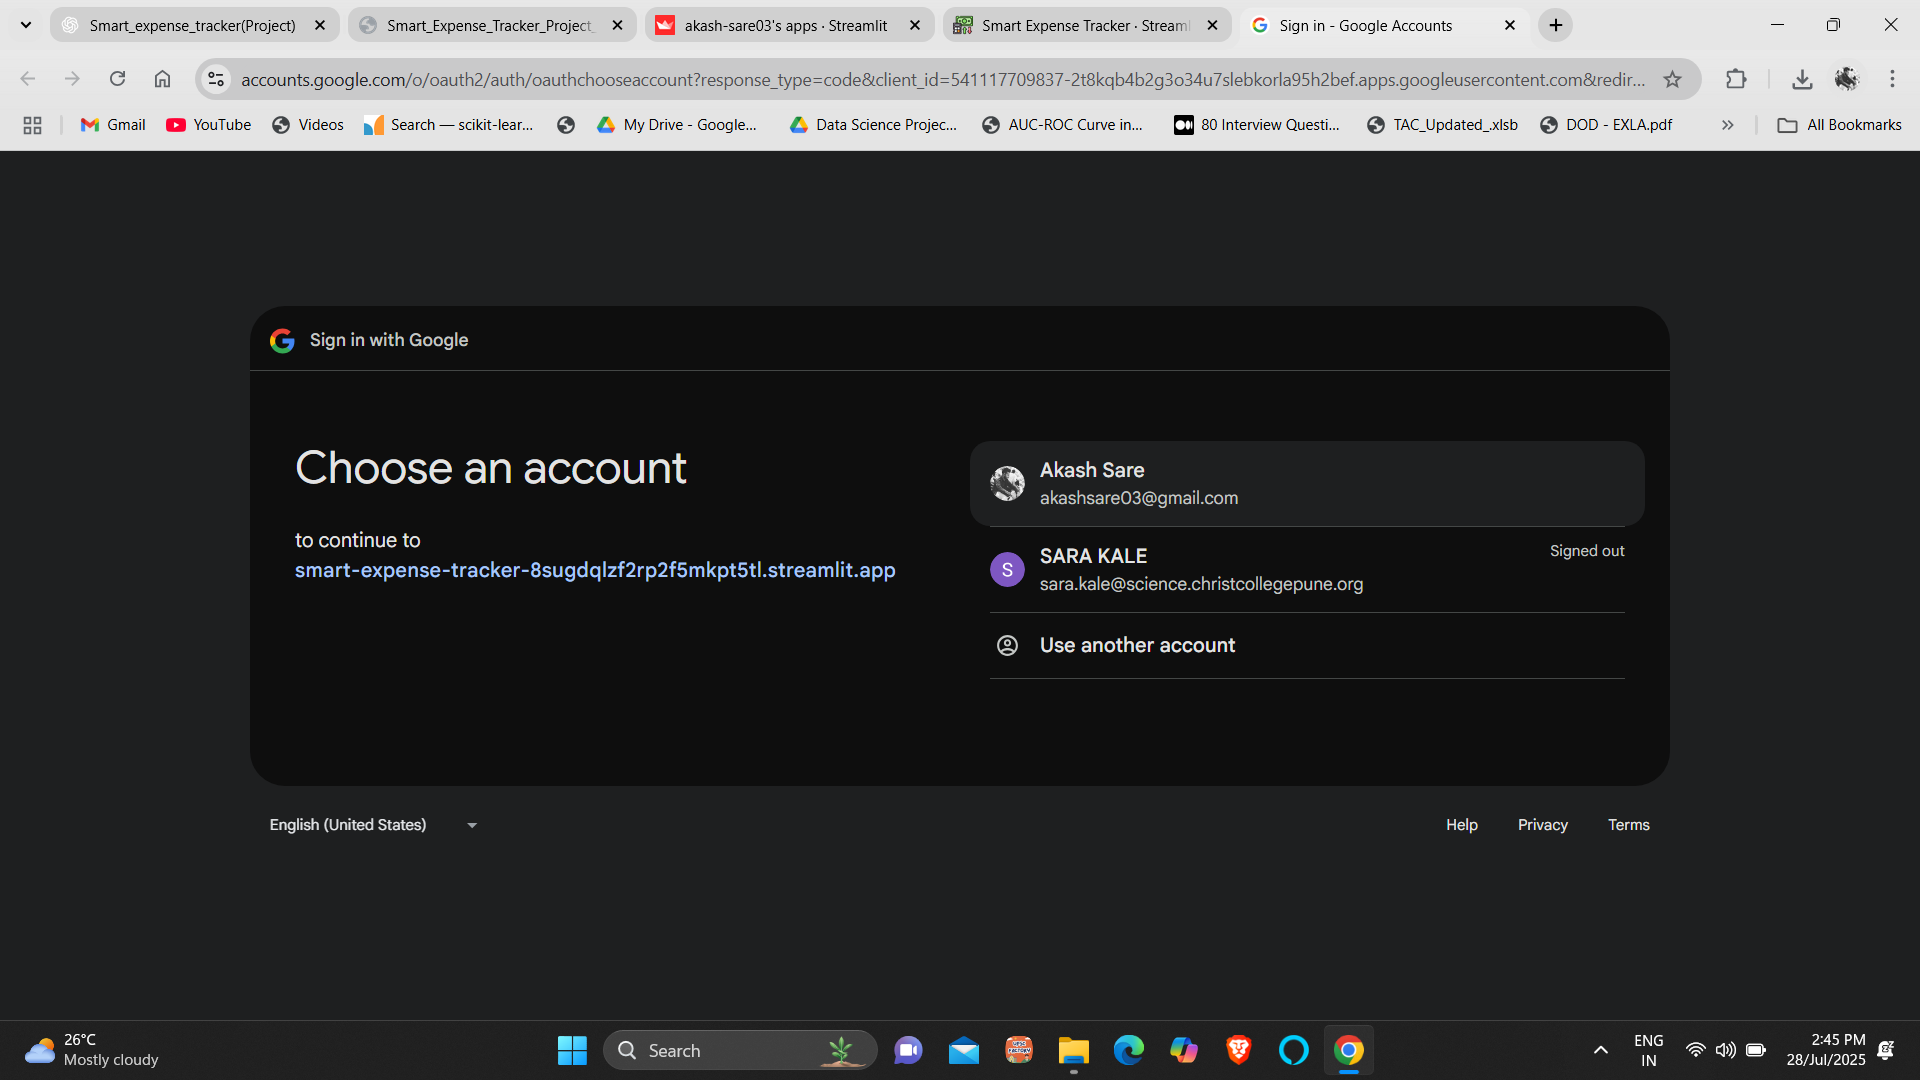 Smart_expense_tracker(Project)
Smart_Expense_Tracker_Project_
akash-sare03's apps · Streamlit
Smart Expense Tracker · Streaml
Sign in - Google Accounts
accounts.google.com/o/oauth2/auth/oauthchooseaccount?response_type=code&client_id=541117709837-2t8kqb4b2g3o34u7slebkorla95h2bef.apps.googleusercontent.com&redir...
Gmail
YouTube
Videos
Search — scikit-lear...
My Drive - Google...
Data Science Projec...
AUC-ROC Curve in...
80 Interview Questi...
TAC_Updated_.xlsb
DOD - EXLA.pdf
All Bookmarks
Sign in with Google
Choose an account
to continue to
smart-expense-tracker-8sugdqlzf2rp2f5mkpt5tl.streamlit.app
Akash Sare
akashsare03@gmail.com
S
SARA KALE
sara.kale@science.christcollegepune.org
Signed out
Use another account
English (United States)
Help
Privacy
Terms
26°C
Mostly cloudy
Search
ENG
IN
2:45 PM
28/Jul/2025